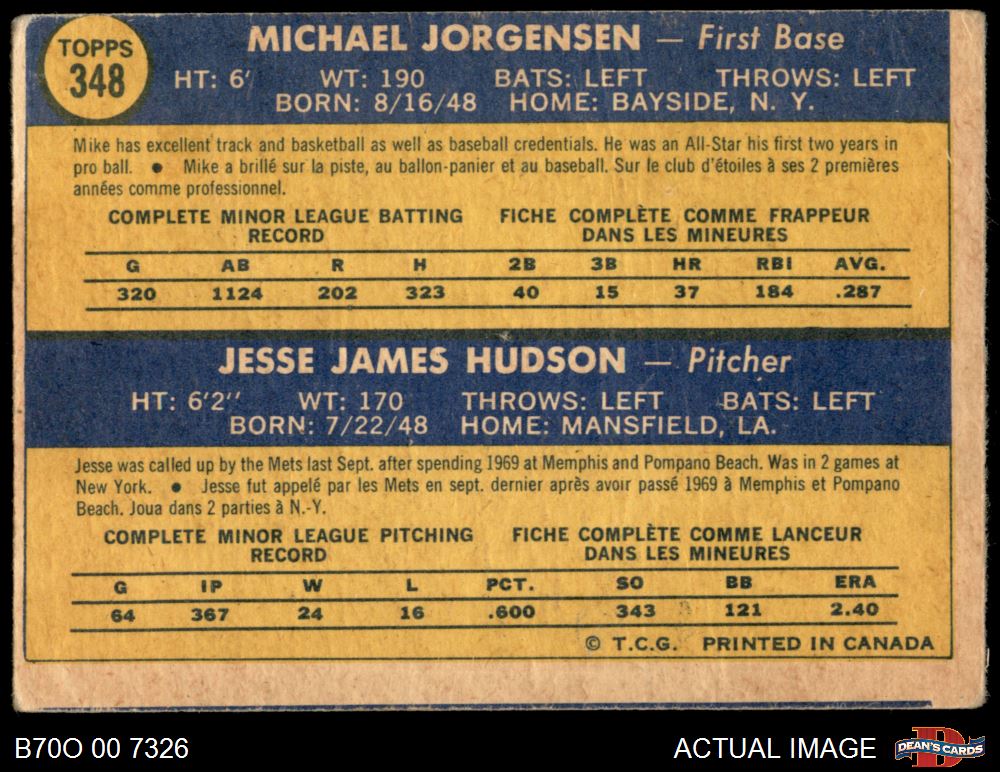 TOPPS
348
MICHAEL JORGENSEN — First Base
HT: 6' WT: 190 BATS: LEFT THROWS: LEFT
BORN: 8/16/48 HOME: BAYSIDE, N. Y.
Mike has excellent track and basketball as well as baseball credentials. He was an All-Star his first two years in
pro ball. • Mike a brillé sur la piste, au ballon-panier et au baseball. Sur le club d'étoiles à ses 2 premières
années comme professionnel.
COMPLETE MINOR LEAGUE BATTING
RECORD
FICHE COMPLÈTE COMME FRAPPEUR
DANS LES MINEURES
G AB R H 2B 3B HR RBI AVG.
320 1124 202 323 40 15 37 184 .287
JESSE JAMES HUDSON — Pitcher
HT: 6'2" WT: 170 THROWS: LEFT BATS: LEFT
BORN: 7/22/48 HOME: MANSFIELD, LA.
Jesse was called up by the Mets last Sept. after spending 1969 at Memphis and Pompano Beach. Was in 2 games at
New York. • Jesse fut appelé par les Mets en sept. dernier après avoir passé 1969 à Memphis et Pompano
Beach. Joua dans 2 parties à N.-Y.
COMPLETE MINOR LEAGUE PITCHING
RECORD
FICHE COMPLÈTE COMME LANCEUR
DANS LES MINEURES
G IP W L PCT. SO BB ERA
64 367 24 16 .600 343 121 2.40
© T.C.G. PRINTED IN CANADA
B70O 00 7326
ACTUAL IMAGE
DEAN'S CARDS